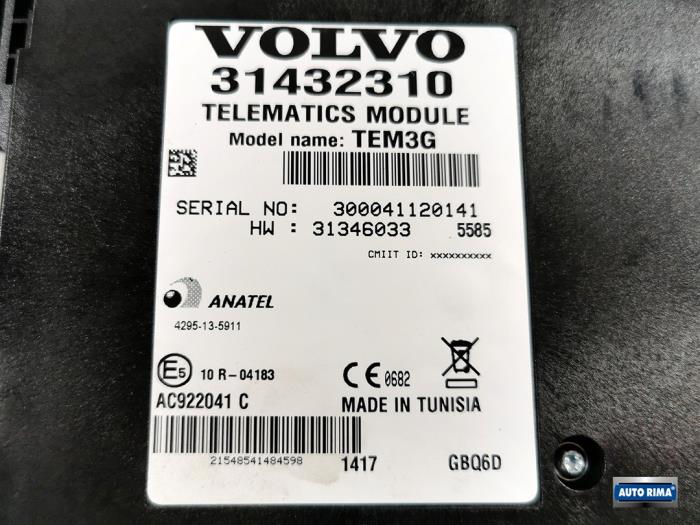 VOLVO
31432310
TELEMATICS MODULE
Model name: TEM3G
SERIAL NO: 300041120141
HW : 31346033 5585
CMIIT ID: xxxxxxxxxx
ANATEL
4295-13-5911
E5 10 R-04183 CE 0682
AC922041 C MADE IN TUNISIA
21548541484598 1417 GBQ6D
AUTO RIMA